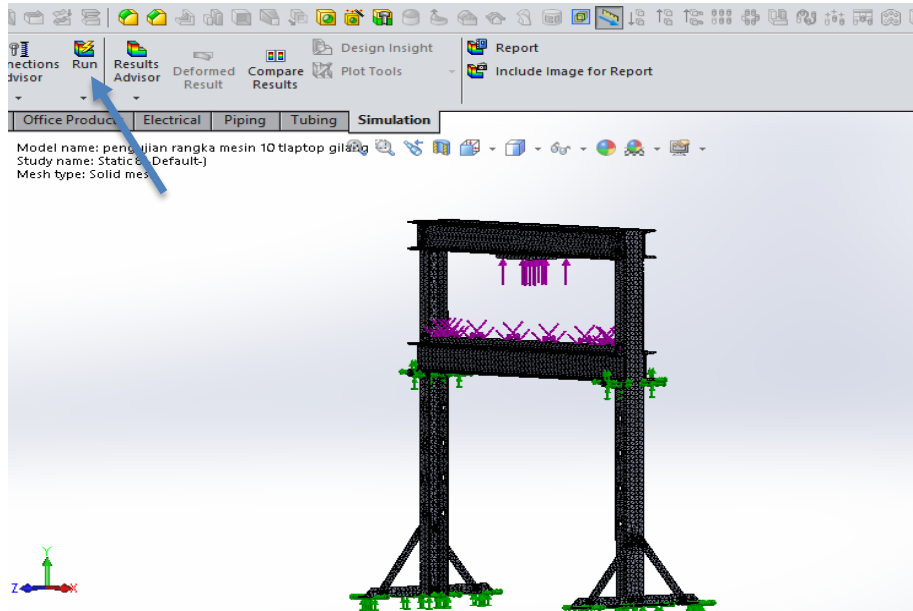 nections
dvisor
Run
Results
Advisor
Deformed
Result
Compare
Results
Design Insight
Plot Tools
Report
Include Image for Report
Office Produc
Electrical
Piping
Tubing
Simulation
Model name: pengujian rangka mesin 10 tlaptop gilang
Study name: Static (-Default-)
Mesh type: Solid mes
Y
Z
X